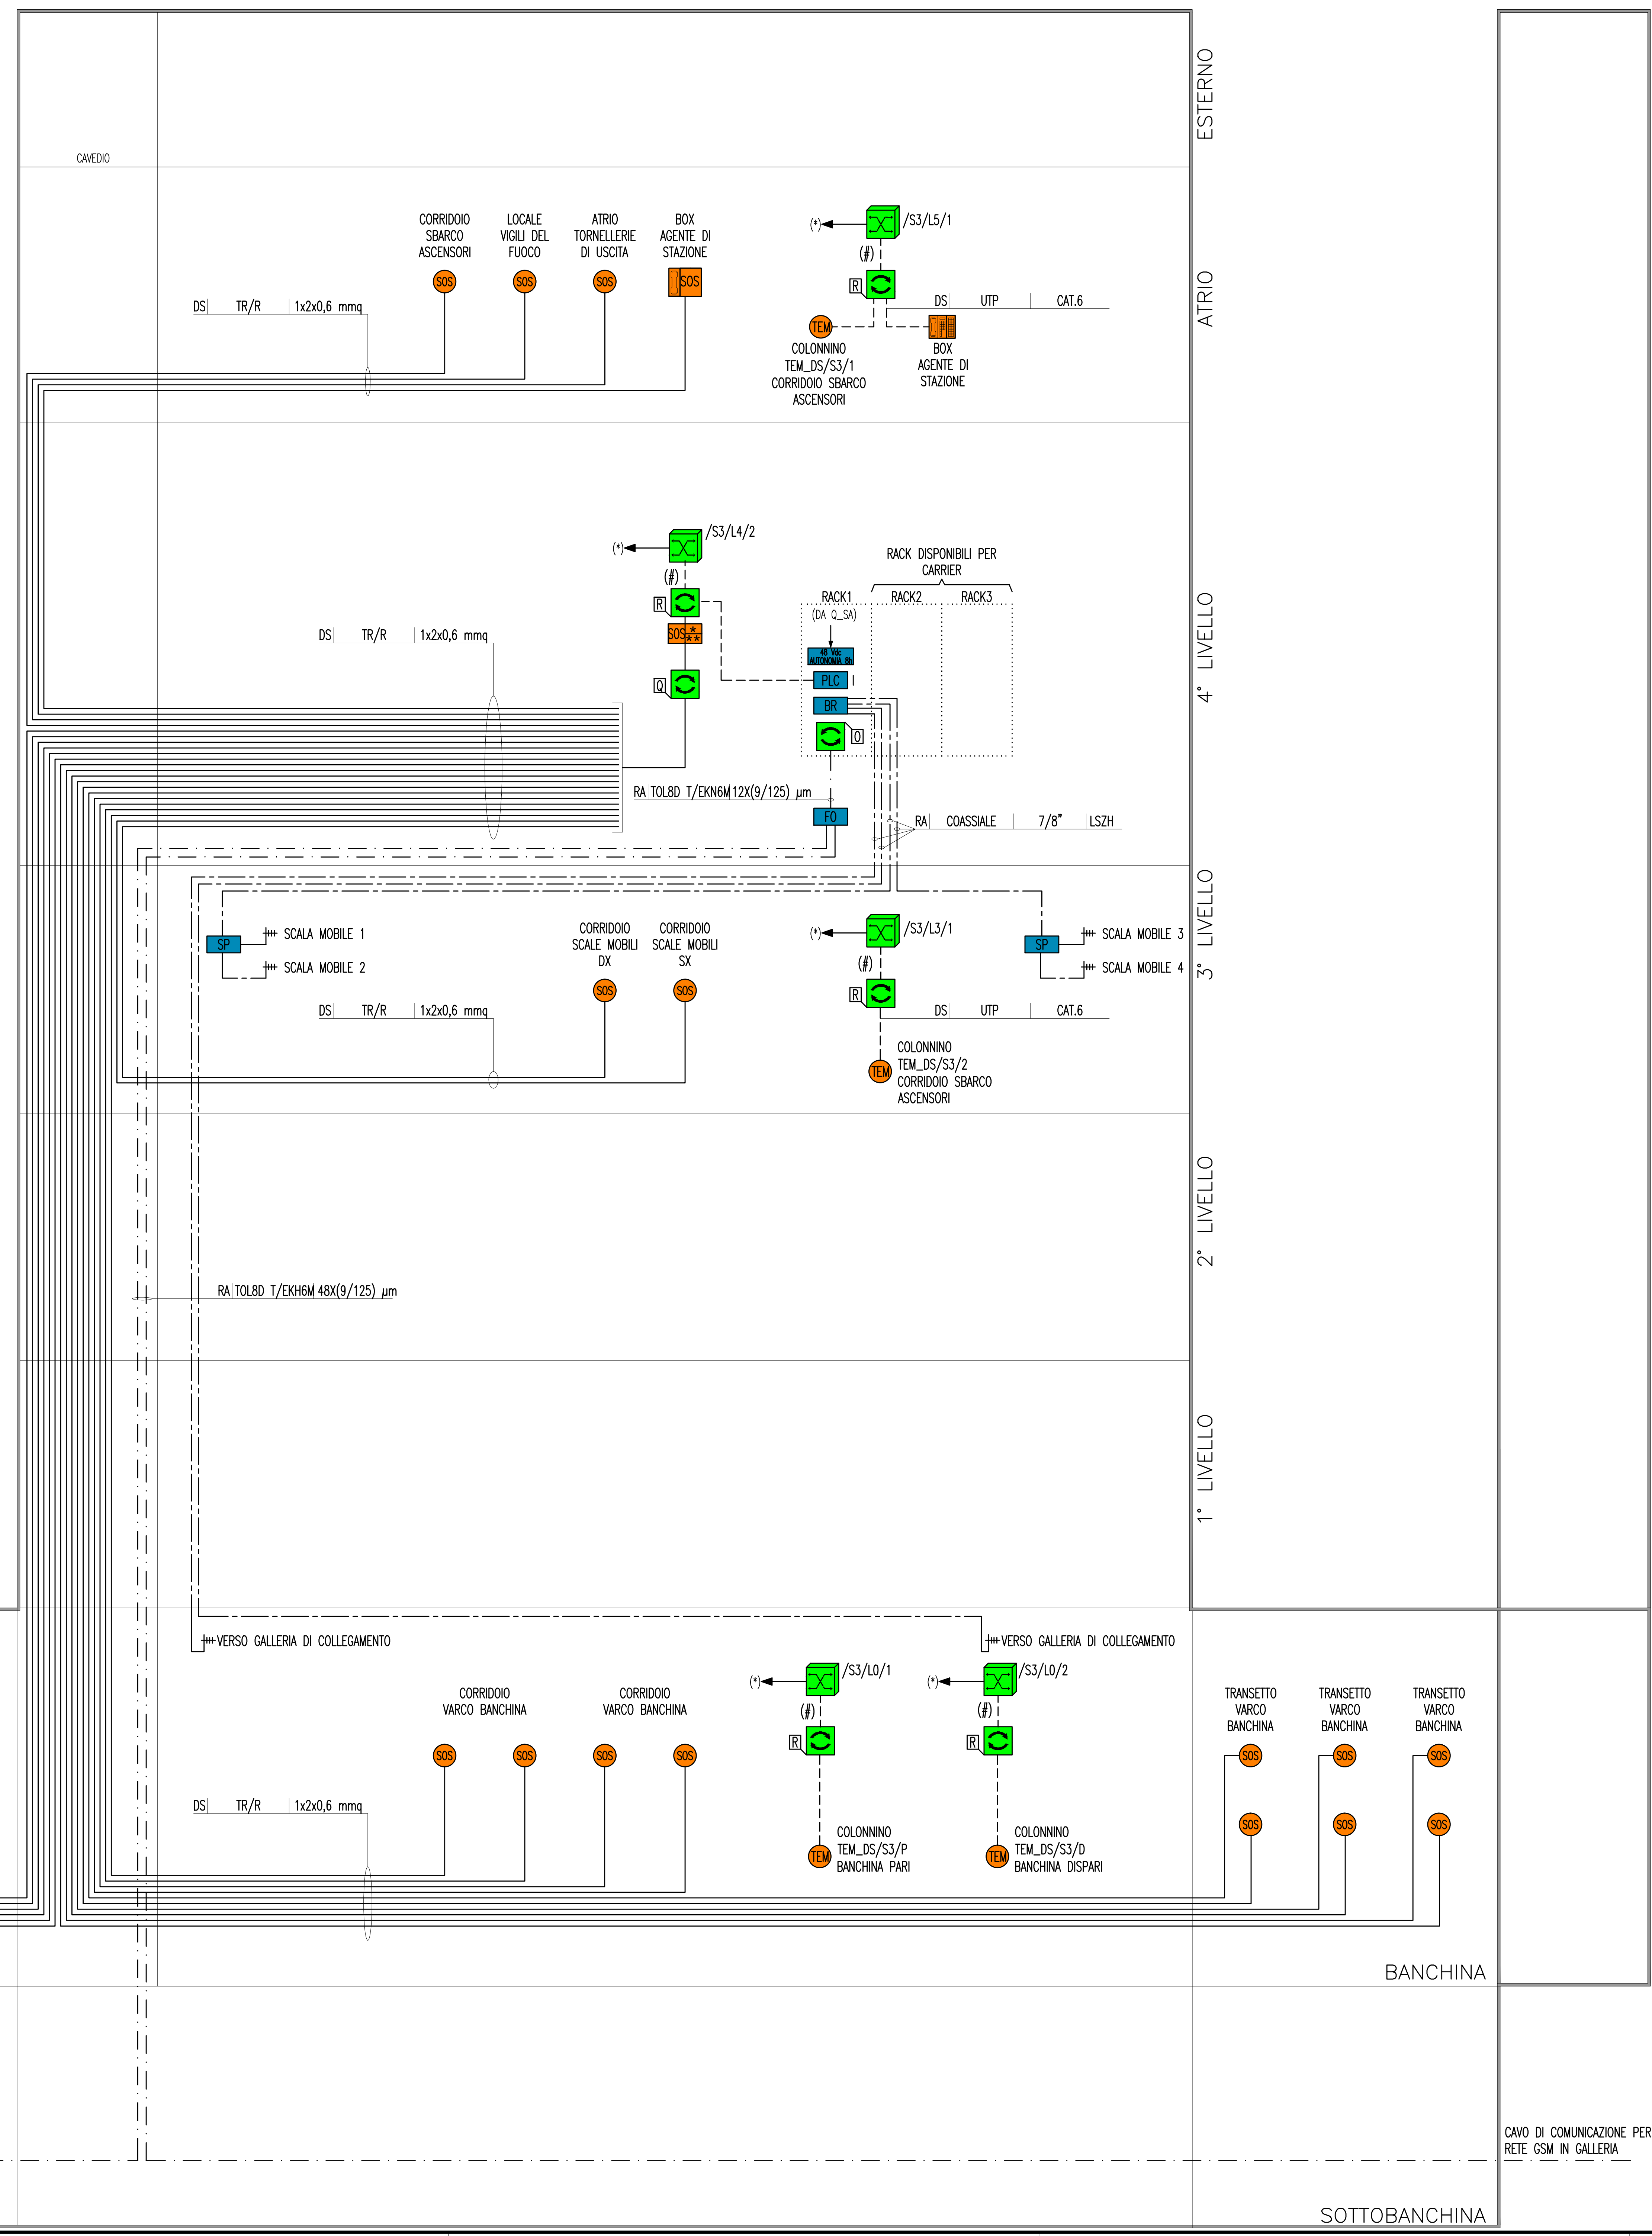 ESTERNO
CAVEDIO
CORRIDOIO
SBARCO
ASCENSORI
LOCALE
VIGILI DEL
FUOCO
ATRIO
TORNELLERIE
DI USCITA
BOX
AGENTE DI
STAZIONE
SOS
SOS
SOS
SOS
(*)
/S3/L5/1
(#)
R
DS UTP CAT.6
TEM
COLONNINO
TEM_DS/S3/1
CORRIDOIO SBARCO
ASCENSORI
BOX
AGENTE DI
STAZIONE
DS TR/R 1x2x0,6 mmq
ATRIO
(*)
/S3/L4/2
(#)
R
SOS * **
Q
RACK DISPONIBILI PER
CARRIER
RACK1
RACK2
RACK3
(DA Q_SA)
48 Vdc
AUTONOMIA 8h
PLC
BR
O
DS TR/R 1x2x0,6 mmq
RA TOL8D T/EKN6M 12X(9/125) µm
FO
RA COASSIALE 7/8" LSZH
4° LIVELLO
SP
SCALA MOBILE 1
SCALA MOBILE 2
CORRIDOIO
SCALE MOBILI
DX
CORRIDOIO
SCALE MOBILI
SX
SOS
SOS
DS TR/R 1x2x0,6 mmq
(*)
/S3/L3/1
(#)
R
DS UTP CAT.6
TEM
COLONNINO
TEM_DS/S3/2
CORRIDOIO SBARCO
ASCENSORI
SP
SCALA MOBILE 3
SCALA MOBILE 4
3° LIVELLO
2° LIVELLO
RA TOL8D T/EKH6M 48X(9/125) µm
1° LIVELLO
VERSO GALLERIA DI COLLEGAMENTO
VERSO GALLERIA DI COLLEGAMENTO
CORRIDOIO
VARCO BANCHINA
CORRIDOIO
VARCO BANCHINA
SOS
SOS
SOS
SOS
DS TR/R 1x2x0,6 mmq
(*)
/S3/L0/1
(#)
R
TEM
COLONNINO
TEM_DS/S3/P
BANCHINA PARI
(*)
/S3/L0/2
(#)
R
TEM
COLONNINO
TEM_DS/S3/D
BANCHINA DISPARI
TRANSETTO
VARCO
BANCHINA
TRANSETTO
VARCO
BANCHINA
TRANSETTO
VARCO
BANCHINA
SOS
SOS
SOS
SOS
SOS
SOS
BANCHINA
CAVO DI COMUNICAZIONE PER
RETE GSM IN GALLERIA
SOTTOBANCHINA